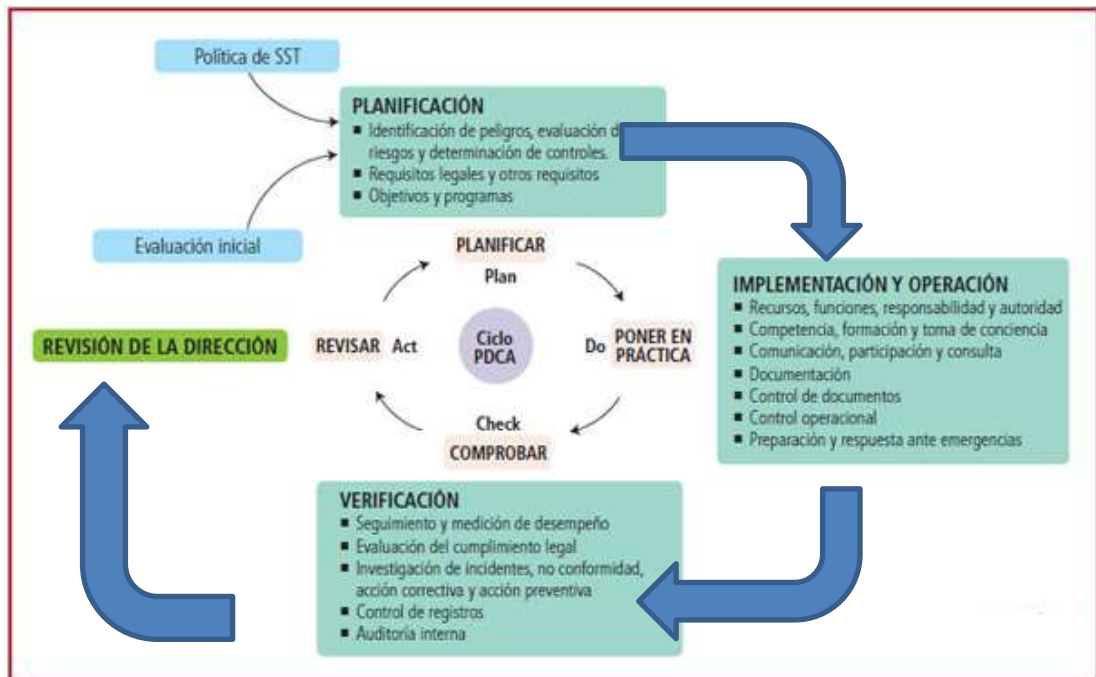 Política de SST
PLANIFICACIÓN
■ Identificación de peligros, evaluación d
riesgos y determinación de controles.
■ Requisitos legales y otros requisitos
■ Objetivos y programas
Evaluación inicial
PLANIFICAR
Plan
IMPLEMENTACIÓN Y OPERACIÓN
■ Recursos, funciones, responsabilidad y autoridad
■ Competencia, formación y toma de conciencia
■ Comunicación, participación y consulta
■ Documentación
■ Control de documentos
■ Control operacional
■ Preparación y respuesta ante emergencias
REVISIÓN DE LA DIRECCIÓN
REVISAR Act
Ciclo
PDCA
Do PONER EN
PRÁCTICA
Check
COMPROBAR
VERIFICACIÓN
■ Seguimiento y medición de desempeño
■ Evaluación del cumplimiento legal
■ Investigación de incidentes, no conformidad,
acción correctiva y acción preventiva
■ Control de registros
■ Auditoría interna